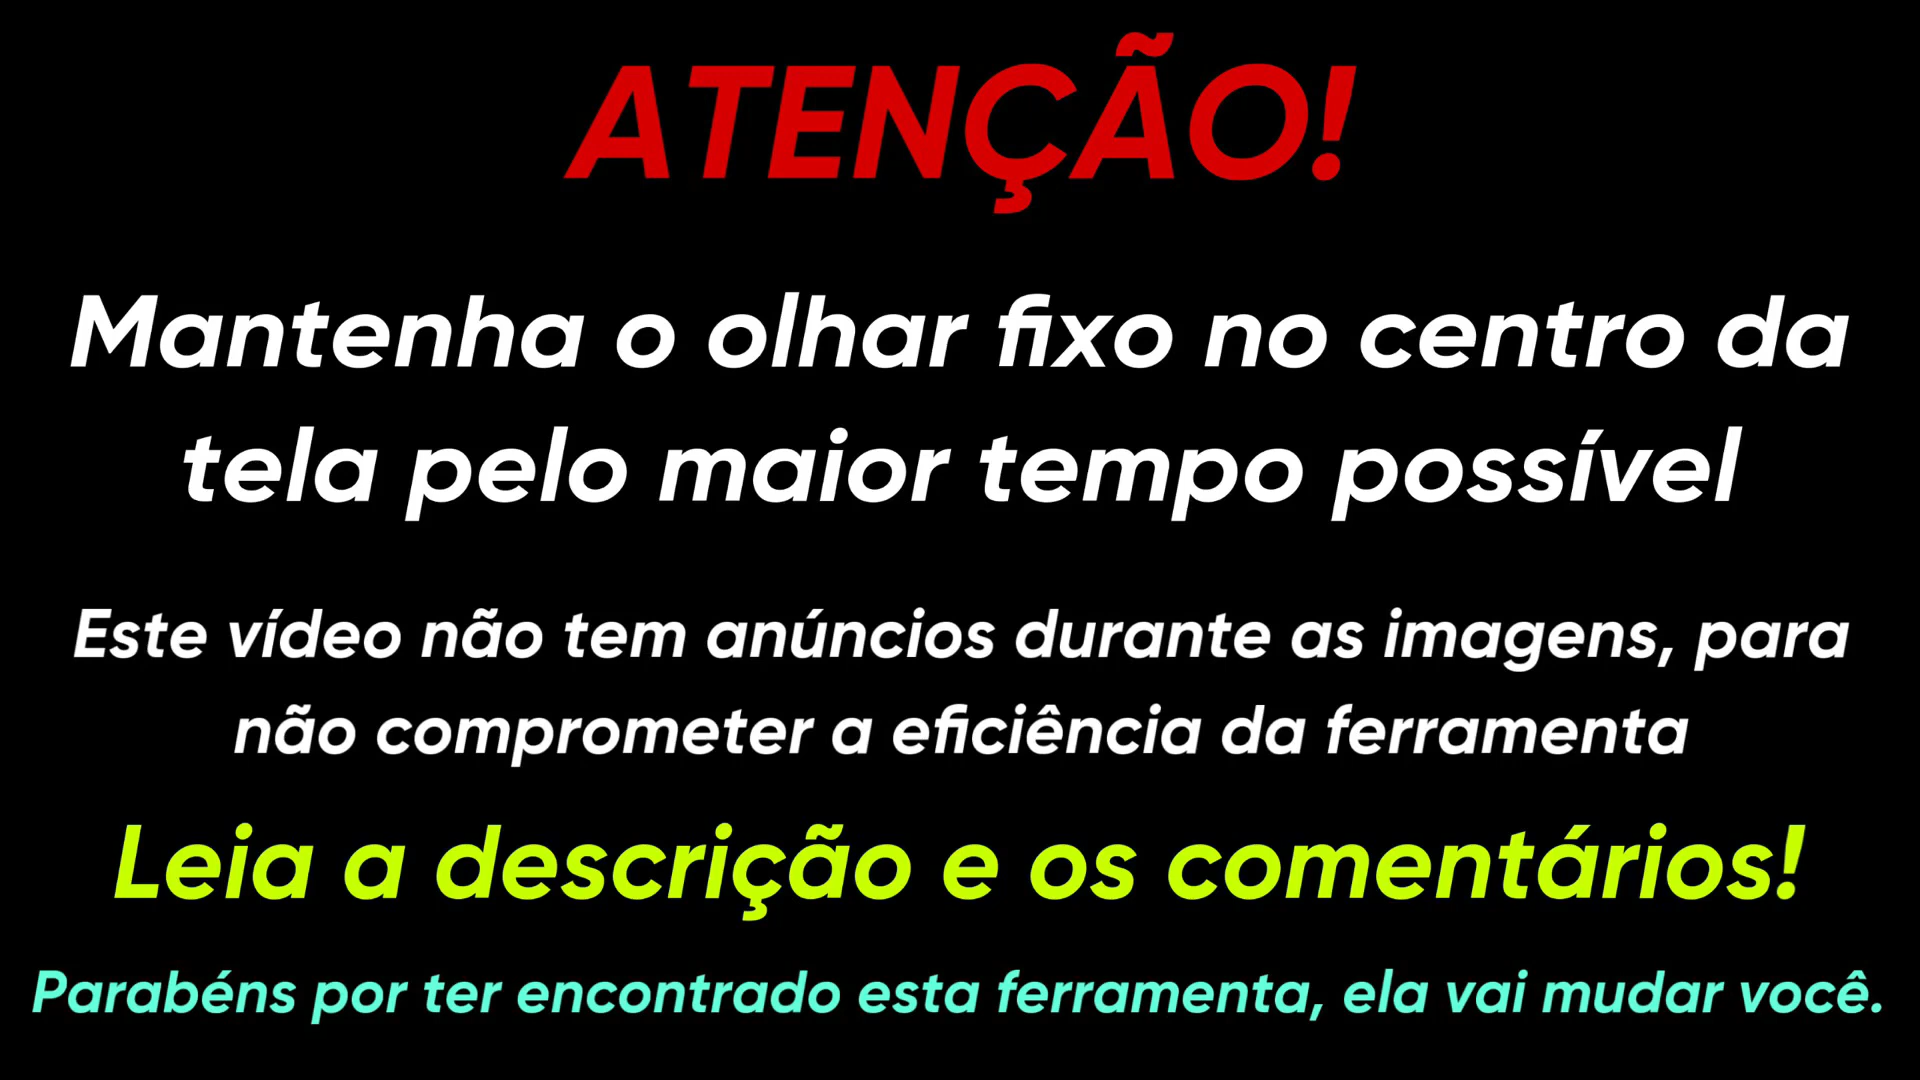 ATENÇÃO!
Mantenha o olhar fixo no centro da
tela pelo maior tempo possível
Este vídeo não tem anúncios durante as imagens, para
não comprometer a eficiência da ferramenta
Leia a descrição e os comentários!
Parabéns por ter encontrado esta ferramenta, ela vai mudar você.